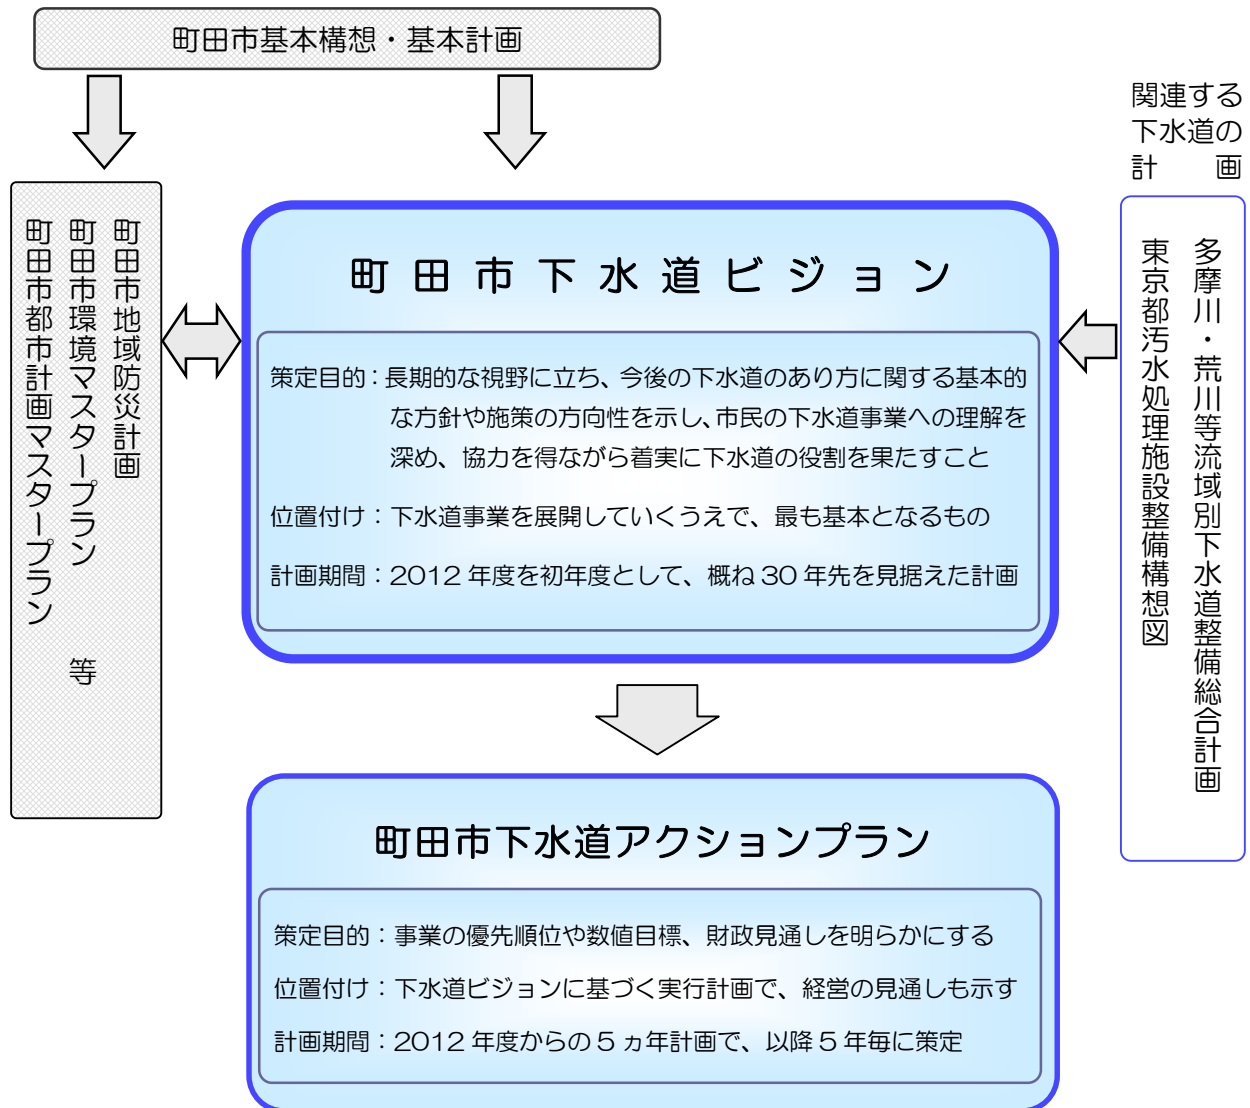 町田市基本構想・基本計画
関連する
下水道の
計　画
町田市地域防災計画
町田市環境マスタープラン　等
町田市都市計画マスタープラン
町田市下水道ビジョン
策定目的：長期的な視野に立ち、今後の下水道のあり方に関する基本的
な方針や施策の方向性を示し、市民の下水道事業への理解を
深め、協力を得ながら着実に下水道の役割を果たすこと
位置付け：下水道事業を展開していくうえで、最も基本となるもの
計画期間：2012年度を初年度として、概ね30年先を見据えた計画
多摩川・荒川等流域別下水道整備総合計画
東京都汚水処理施設整備構想図
町田市下水道アクションプラン
策定目的：事業の優先順位や数値目標、財政見通しを明らかにする
位置付け：下水道ビジョンに基づく実行計画で、経営の見通しも示す
計画期間：2012年度からの5ヵ年計画で、以降5年毎に策定